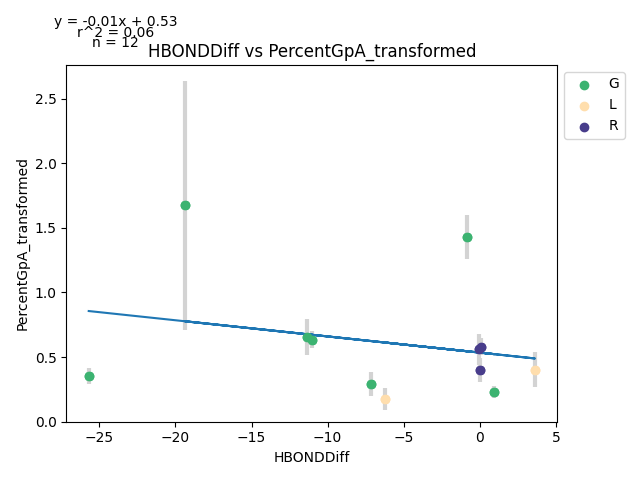 y = -0.01x + 0.53
r^2 = 0.06
n = 12
HBONDDiff vs PercentGpA_transformed
G
L
R
PercentGpA_transformed
2.5
2.0
1.5
1.0
0.5
0.0
−25
−20
−15
−10
−5
0
5
HBONDDiff